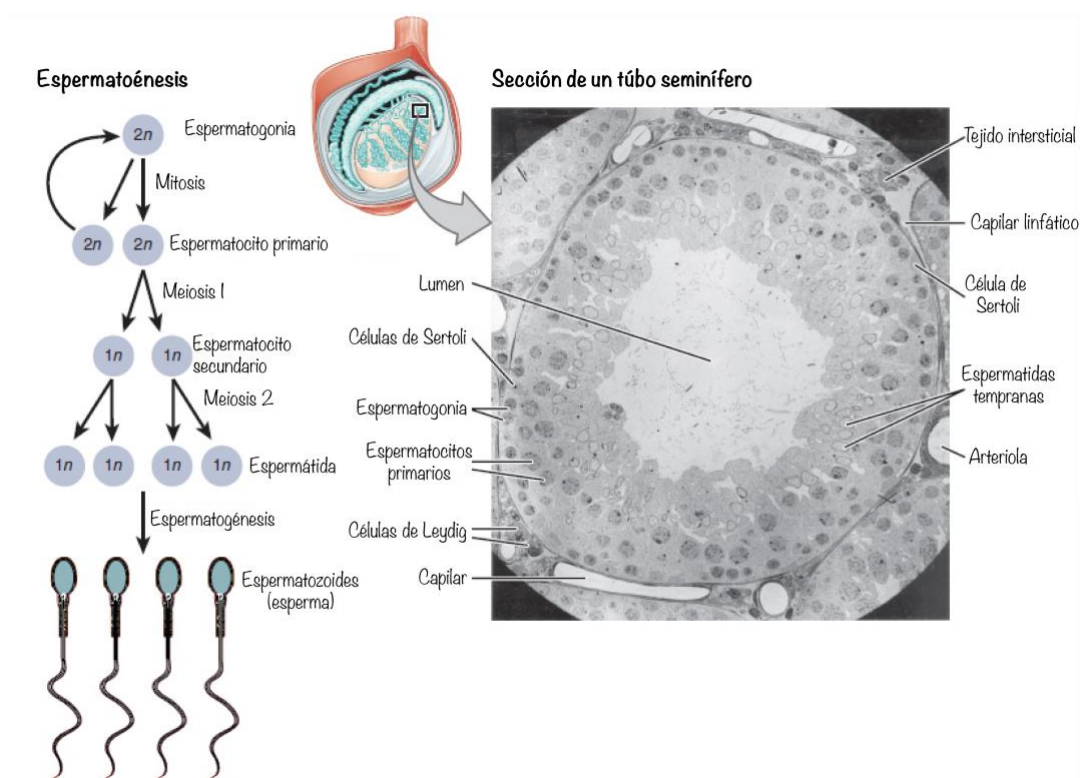 Espermatoénesis
2n
Espermatogonia
Mitosis
2n
2n
Espermatocito primario
Meiosis 1
1n
1n
Espermatocito
secundario
Meiosis 2
1n
1n
1n
1n
Espermátida
Espermatogénesis
Espermatozoides
(esperma)
Sección de un túbo seminífero
Lumen
Células de Sertoli
Espermatogonia
Espermatocitos
primarios
Células de Leydig
Capilar
Tejido intersticial
Capilar linfático
Célula de
Sertoli
Espermatidas
tempranas
Arteriola